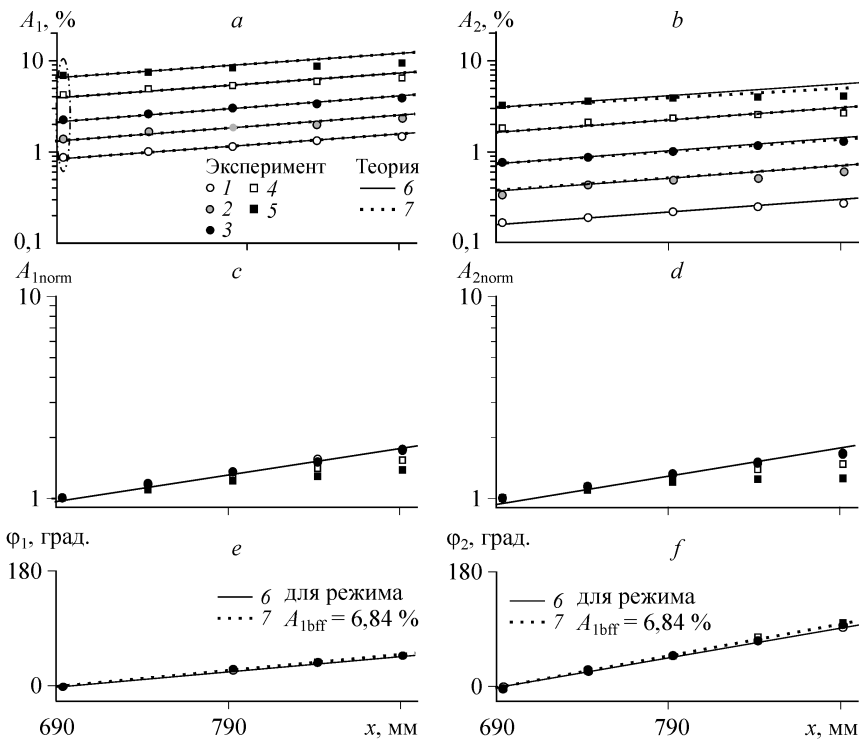 A₁, % a
A₂, % b
10
10
Эксперимент Теория
1 4 6
2 5 7
3
1
1
0,1
0,1
A₁norm c
A₂norm d
10
10
1
1
φ₁, град. e
φ₂, град. f
180
180
6 для режима
7 A₁bff = 6,84 %
6 для режима
7 A₁bff = 6,84 %
0
0
690 790 x, мм
690 790 x, мм